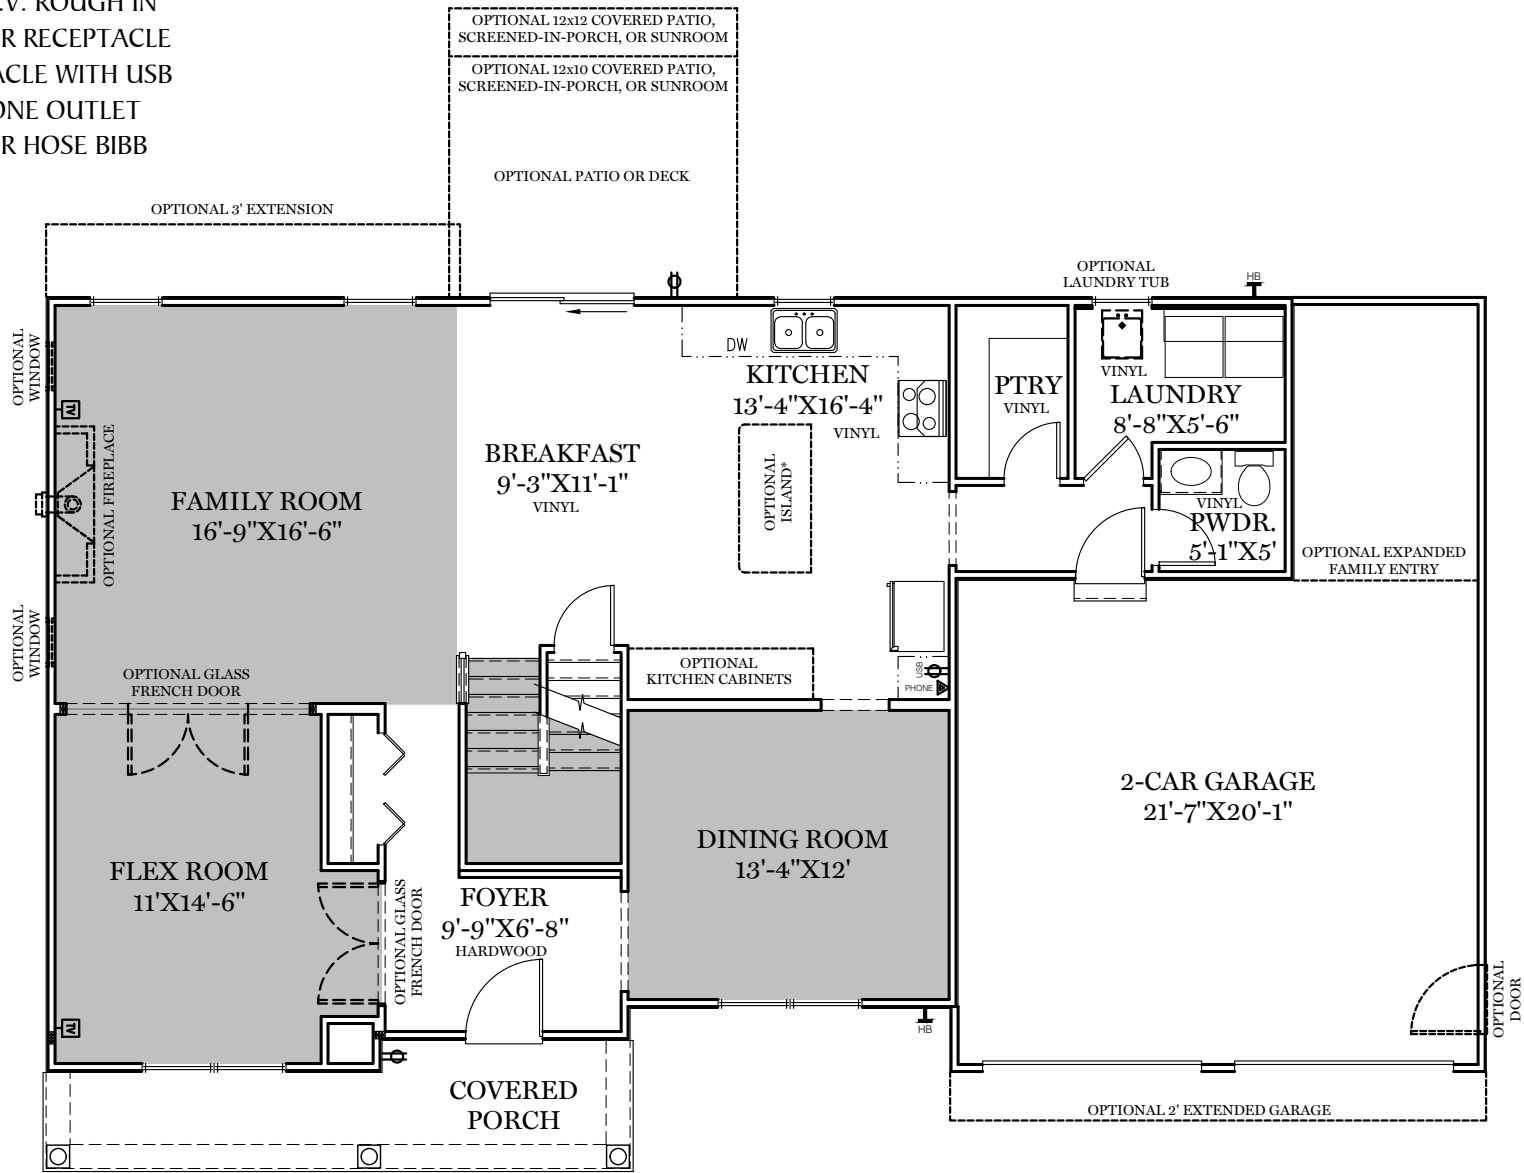 .V. ROUGH IN
R RECEPTACLE
ACLE WITH USB
ONE OUTLET
R HOSE BIBB
OPTIONAL 12x12 COVERED PATIO,
SCREENED-IN-PORCH, OR SUNROOM
OPTIONAL 12x10 COVERED PATIO,
SCREENED-IN-PORCH, OR SUNROOM
OPTIONAL PATIO OR DECK
OPTIONAL 3' EXTENSION
OPTIONAL
LAUNDRY TUB
HB
OPTIONAL
WINDOW
TV
OPTIONAL FIREPLACE
FAMILY ROOM
16'-9"X16'-6"
OPTIONAL
WINDOW
BREAKFAST
9'-3"X11'-1"
VINYL
DW
KITCHEN
13'-4"X16'-4"
VINYL
OPTIONAL
ISLAND*
PTRY
VINYL
VINYL
LAUNDRY
8'-8"X5'-6"
VINYL
PWDR.
5'-1"X5'
OPTIONAL EXPANDED
FAMILY ENTRY
OPTIONAL GLASS
FRENCH DOOR
OPTIONAL
KITCHEN CABINETS
USB
PHONE
2-CAR GARAGE
21'-7"X20'-1"
DINING ROOM
13'-4"X12'
FLEX ROOM
11'X14'-6"
OPTIONAL GLASS
FRENCH DOOR
FOYER
9'-9"X6'-8"
HARDWOOD
TV
HB
OPTIONAL
DOOR
COVERED
PORCH
OPTIONAL 2' EXTENDED GARAGE